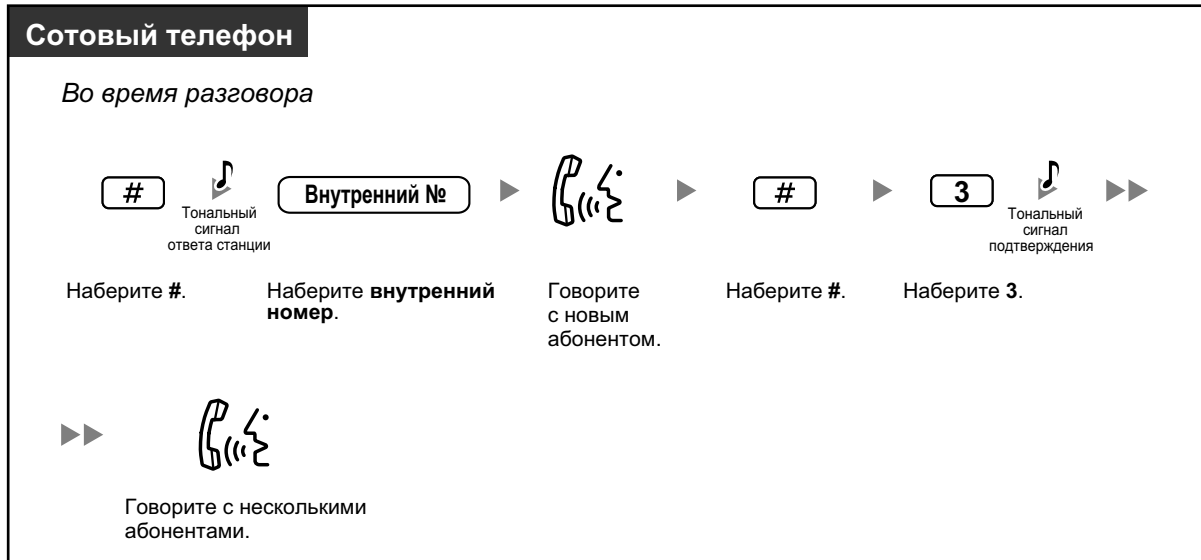 Сотовый телефон
Во время разговора
#
Тональный
сигнал
ответа станции
Внутренний №
#
3
Тональный
сигнал
подтверждения
Наберите #.
Наберите внутренний
номер.
Говорите
с новым
абонентом.
Наберите #.
Наберите 3.
Говорите с несколькими
абонентами.